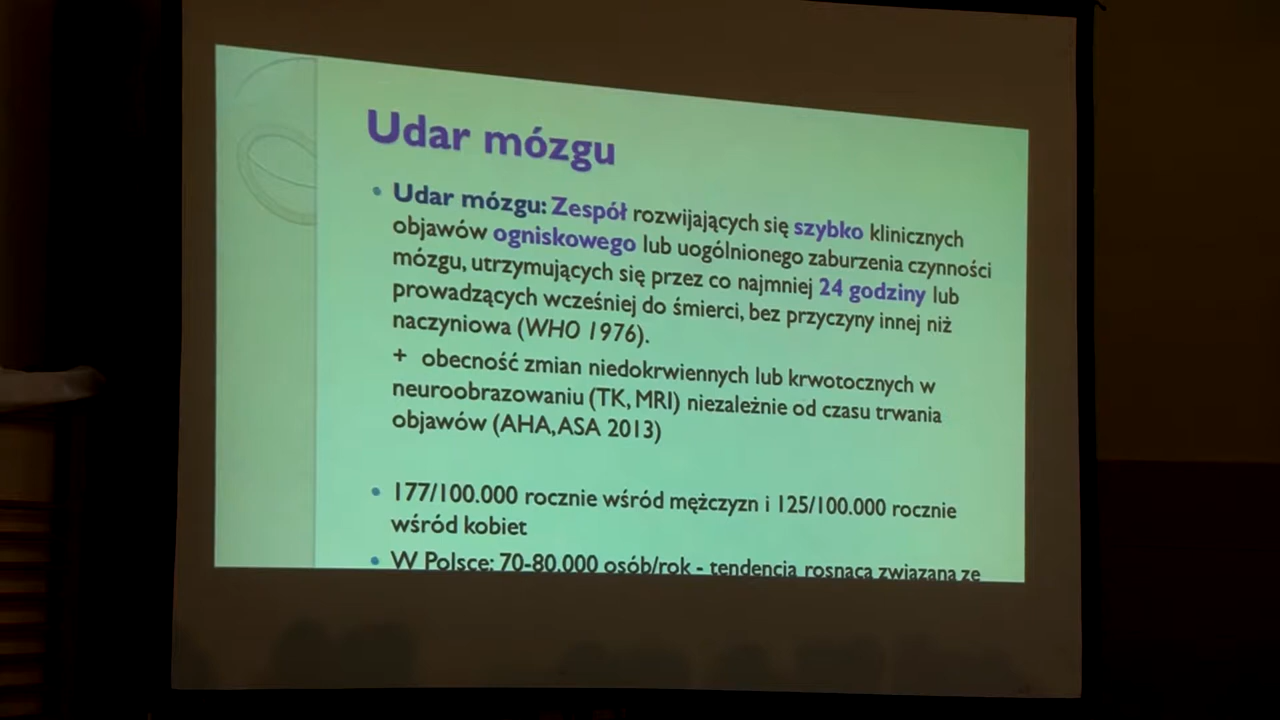 Udar mózgu
• Udar mózgu: Zespół rozwijających się szybko klinicznych
objawów ogniskowego lub uogólnionego zaburzenia czynności
mózgu, utrzymujących się przez co najmniej 24 godziny lub
prowadzących wcześniej do śmierci, bez przyczyny innej niż
naczyniowa (WHO 1976).
+ obecność zmian niedokrwiennych lub krwotocznych w
neuroobrazowaniu (TK, MRI) niezależnie od czasu trwania
objawów (AHA, ASA 2013)
• 177/100.000 rocznie wśród mężczyzn i 125/100.000 rocznie
wśród kobiet
• W Polsce: 70-80.000 osób/rok - tendencja rosnąca związana ze